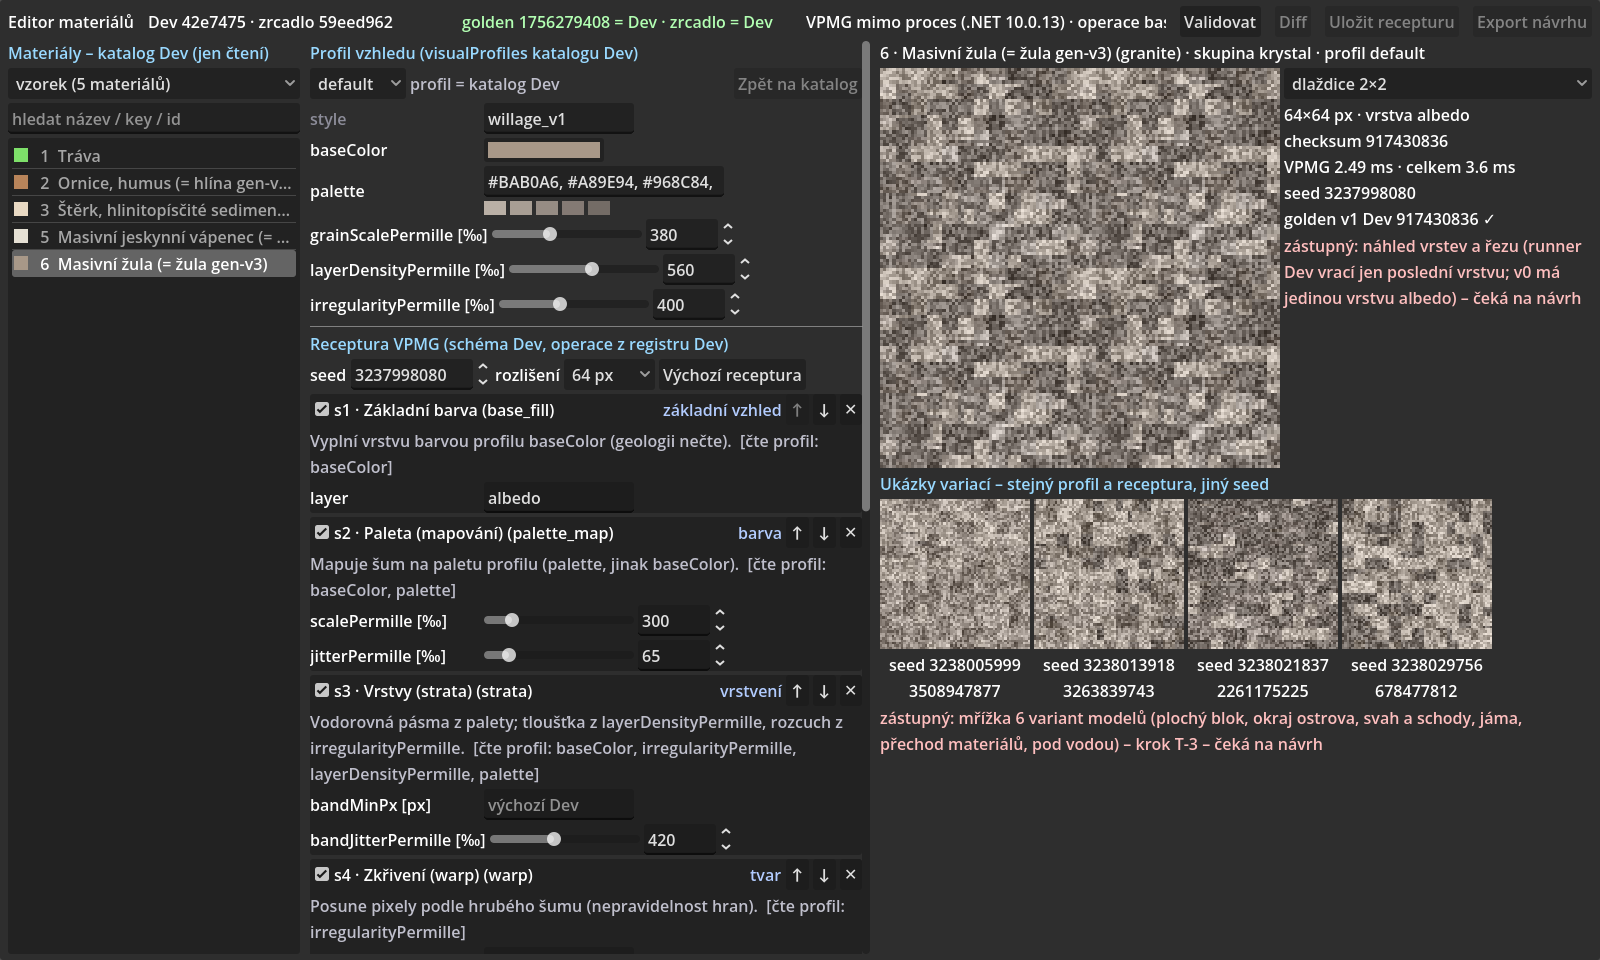 Editor materiálů   Dev 42e7475 · zrcadlo 59eed962   golden 1756279408 = Dev · zrcadlo = Dev   VPMG mimo proces (.NET 10.0.13) · operace   Validovat   Diff   Uložit recepturu   Export návrhu
Materiály – katalog Dev (jen čtení)
vzorek (5 materiálů)
hledat název / key / id
1 Tráva
2 Ornice, humus (= hlína gen-v...
3 Štěrk, hlinitopísčité sedimen...
5 Masivní jeskynní vápenec (= ...
6 Masivní žula (= žula gen-v3)
Profil vzhledu (visualProfiles katalogu Dev)
default   profil = katalog Dev   Zpět na katalog
style   willage_v1
baseColor
palette   #BAB0A6, #A89E94, #968C84,
grainScalePermille [‰]   380
layerDensityPermille [‰]   560
irregularityPermille [‰]   400
Receptura VPMG (schéma Dev, operace z registru Dev)
seed   3237998080   rozlišení   64 px   Výchozí receptura
s1 · Základní barva (base_fill)   základní vzhled ↑ ↓ ✕
Vyplní vrstvu barvou profilu baseColor (geologii nečte). [čte profil:
baseColor]
layer   albedo
s2 · Paleta (mapování) (palette_map)   barva ↑ ↓ ✕
Mapuje šum na paletu profilu (palette, jinak baseColor). [čte profil:
baseColor, palette]
scalePermille [‰]   300
jitterPermille [‰]   65
s3 · Vrstvy (strata) (strata)   vrstvení ↑ ↓ ✕
Vodorovná pásma z palety; tloušťka z layerDensityPermille, rozcuch z
irregularityPermille. [čte profil: baseColor, irregularityPermille,
layerDensityPermille, palette]
bandMinPx [px]   výchozí Dev
bandJitterPermille [‰]   420
s4 · Zkřivení (warp) (warp)   tvar ↑ ↓ ✕
Posune pixely podle hrubého šumu (nepravidelnost hran). [čte profil:
irregularityPermille]
6 · Masivní žula (= žula gen-v3) (granite) · skupina krystal · profil default
dlaždice 2×2
64×64 px · vrstva albedo
checksum 917430836
VPMG 2.49 ms · celkem 3.6 ms
seed 3237998080
golden v1 Dev 917430836 ✓
zástupný: náhled vrstev a řezu (runner
Dev vrací jen poslední vrstvu; v0 má
jedinou vrstvu albedo) – čeká na návrh
Ukázky variací – stejný profil a receptura, jiný seed
seed 3238005999   seed 3238013918   seed 3238021837   seed 3238029756
3508947877   3263839743   2261175225   678477812
zástupný: mřížka 6 variant modelů (plochý blok, okraj ostrova, svah a schody, jáma,
přechod materiálů, pod vodou) – krok T-3 – čeká na návrh